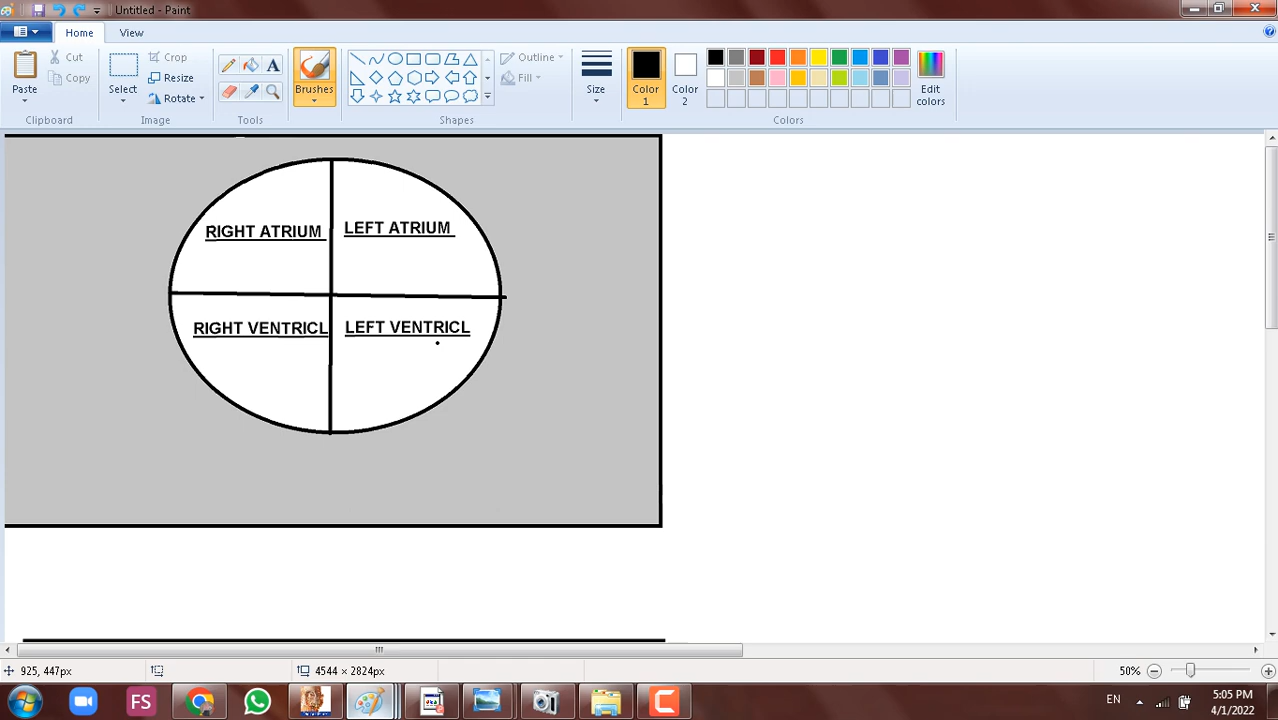 Untitled - Paint
Home View
Paste
Cut
Copy
Clipboard
Select
Crop
Resize
Rotate
Image
Tools
Brushes
Shapes
Outline
Fill
Size
Color 1
Color 2
Edit colors
Colors
RIGHT ATRIUM LEFT ATRIUM
RIGHT VENTRICL LEFT VENTRICL
925, 447px 4544 × 2824px 50%
FS EN 5:05 PM
4/1/2022